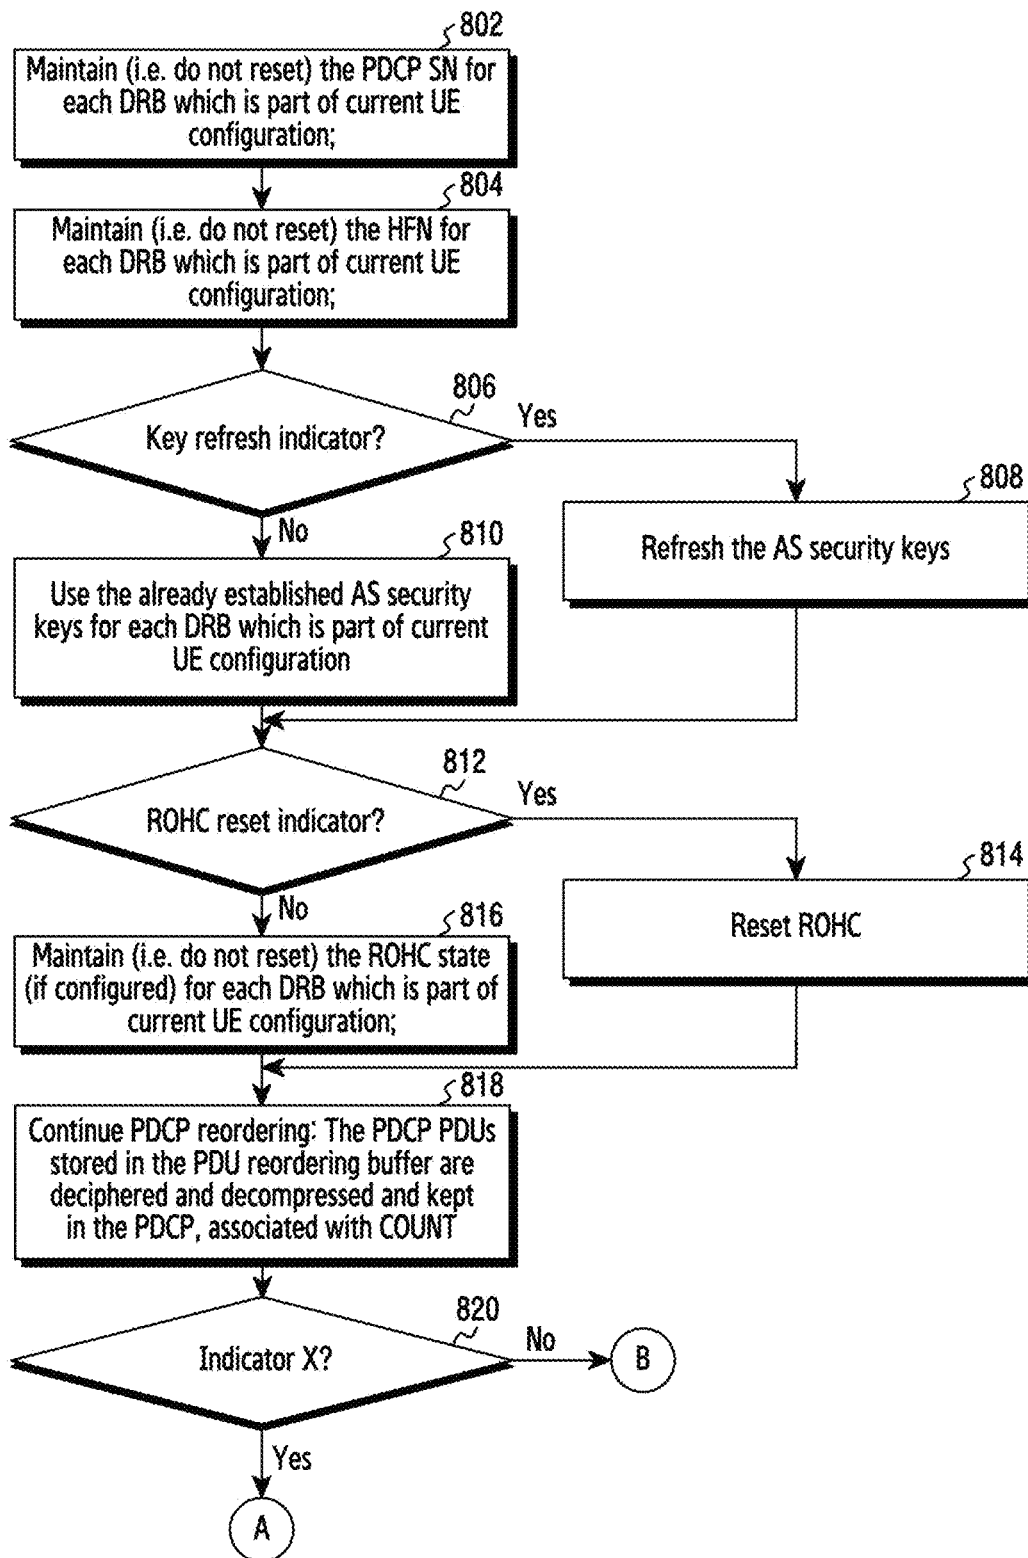 802
Maintain (i.e. do not reset) the PDCP SN for
each DRB which is part of current UE
configuration;
804
Maintain (i.e. do not reset) the HFN for
each DRB which is part of current UE
configuration;
806
Key refresh indicator?
Yes
808
Refresh the AS security keys
No
810
Use the already established AS security
keys for each DRB which is part of current
UE configuration
812
ROHC reset indicator?
Yes
814
Reset ROHC
No
816
Maintain (i.e. do not reset) the ROHC state
(if configured) for each DRB which is part of
current UE configuration;
818
Continue PDCP reordering: The PDCP PDUs
stored in the PDU reordering buffer are
deciphered and decompressed and kept
in the PDCP, associated with COUNT
820
Indicator X?
No
B
Yes
A